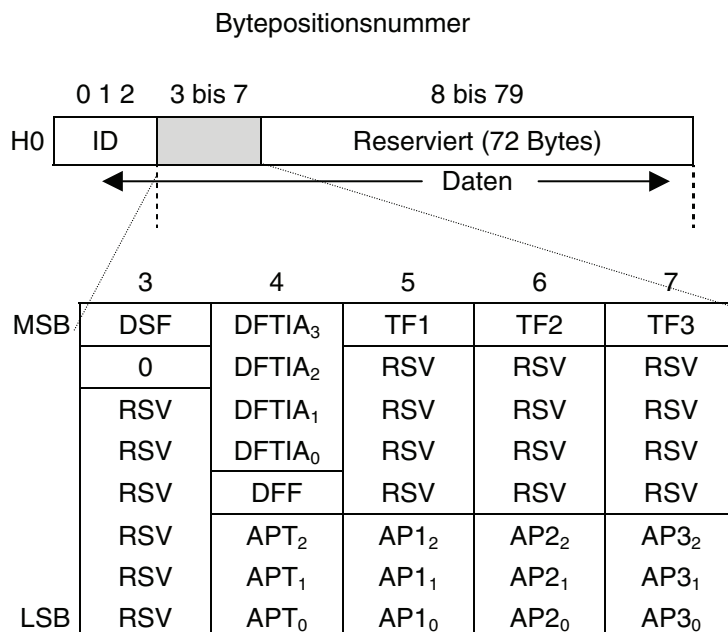 Bytepositionsnummer
0 1 2 3 bis 7 8 bis 79
H0 ID Reserviert (72 Bytes)
Daten
3 4 5 6 7
MSB DSF DFTIA₃ TF1 TF2 TF3
0 DFTIA₂ RSV RSV RSV
RSV DFTIA₁ RSV RSV RSV
RSV DFTIA₀ RSV RSV RSV
RSV DFF RSV RSV RSV
RSV APT₂ AP1₂ AP2₂ AP3₂
RSV APT₁ AP1₁ AP2₁ AP3₁
LSB RSV APT₀ AP1₀ AP2₀ AP3₀